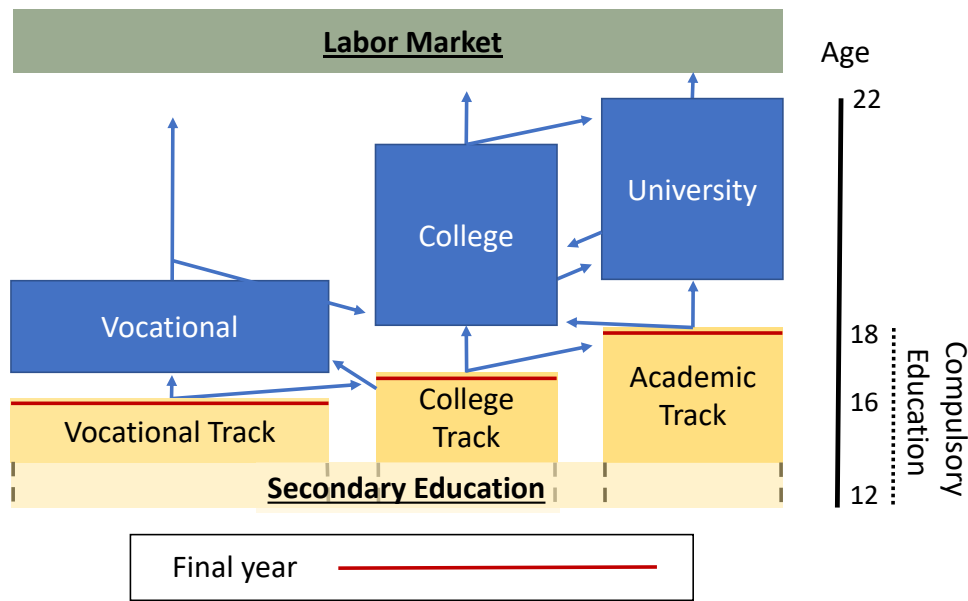 Labor Market
Age
22
University
College
Vocational
18
Academic
Track
College
Track
16
Vocational Track
Compulsory
Education
12
Secondary Education
Final year